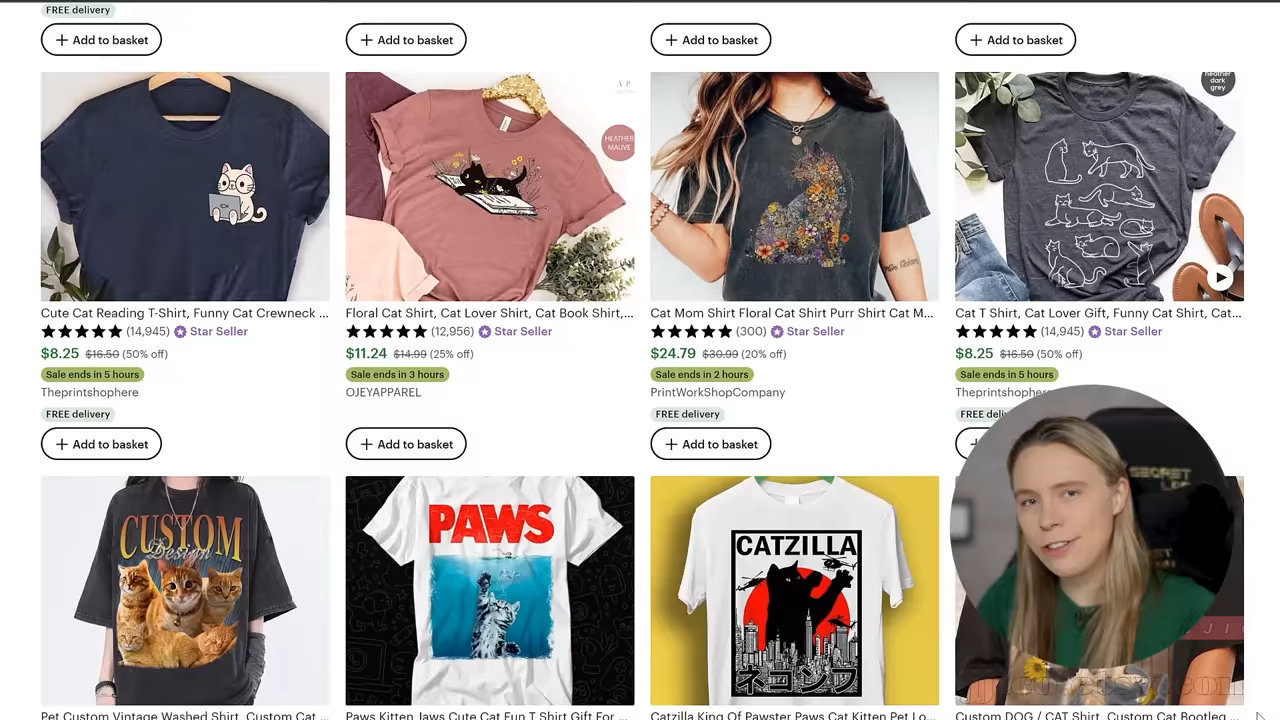 FREE delivery
+ Add to basket
+ Add to basket
+ Add to basket
+ Add to basket
HEATHER
MAUVE
heather
dark
grey
Cute Cat Reading T-Shirt, Funny Cat Crewneck ...
Floral Cat Shirt, Cat Lover Shirt, Cat Book Shirt,...
Cat Mom Shirt Floral Cat Shirt Purr Shirt Cat M...
Cat T Shirt, Cat Lover Gift, Funny Cat Shirt, Cat...
(14,945) Star Seller
(12,956) Star Seller
(300) Star Seller
(14,945) Star Seller
$8.25 $16.50 (50% off)
$11.24 $14.99 (25% off)
$24.79 $30.99 (20% off)
$8.25 $16.50 (50% off)
Sale ends in 5 hours
Sale ends in 3 hours
Sale ends in 2 hours
Sale ends in 5 hours
Theprintshophere
OJEYAPPAREL
PrintWorkShopCompany
Theprintshophere
FREE delivery
FREE delivery
FREE deliv
+ Add to basket
+ Add to basket
+ Add to basket
CUSTOM
Design
PAWS
CATZILLA
ネコゾワ
SECRET
Pet Custom Vintage Washed Shirt, Custom Cat ...
Paws Kitten Jaws Cute Cat Fun T Shirt Gift For ...
Catzilla King Of Pawster Paws Cat Kitten Pet Lo...
Custom DOG / CAT Shirt, Custom Cat Bootleg ...